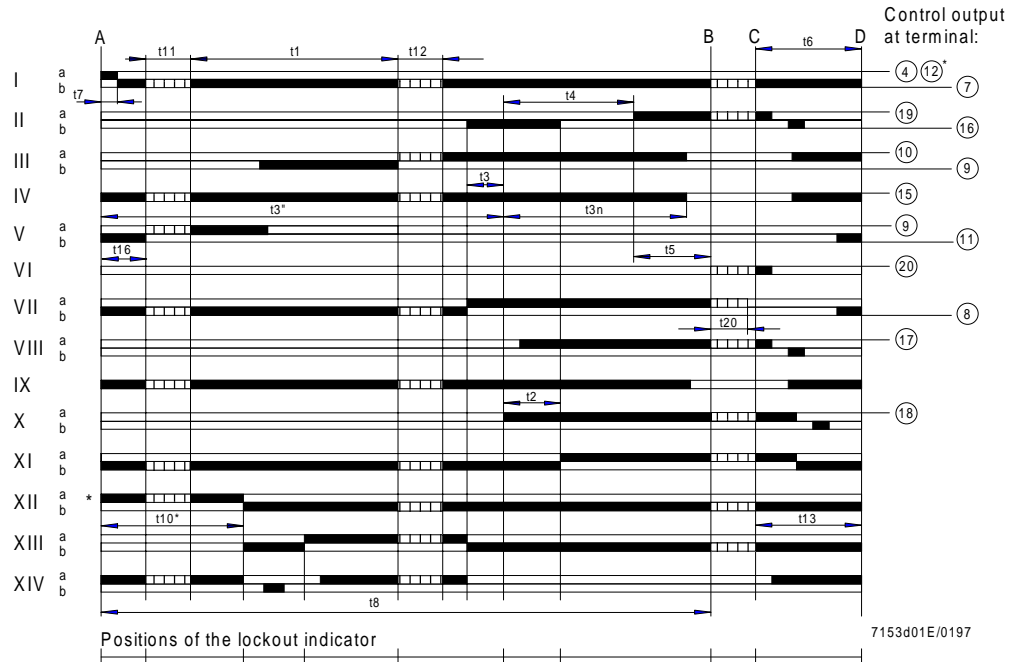 Control output
at terminal:
A B C D
t11 t1 t12 t6
I a b 4 12* 7
t7 t4
II a b 19 16
III a b 10 9
t3
IV 15
t3" t3n
V a b 9 11
t16 t5
VI 20
VII a b 8
t20
VIII a b 17
IX
t2
X a b 18
XI a b
XII a b *
t10* t13
XIII a b
XIV a b
t8
Positions of the lockout indicator
7153d01E/0197